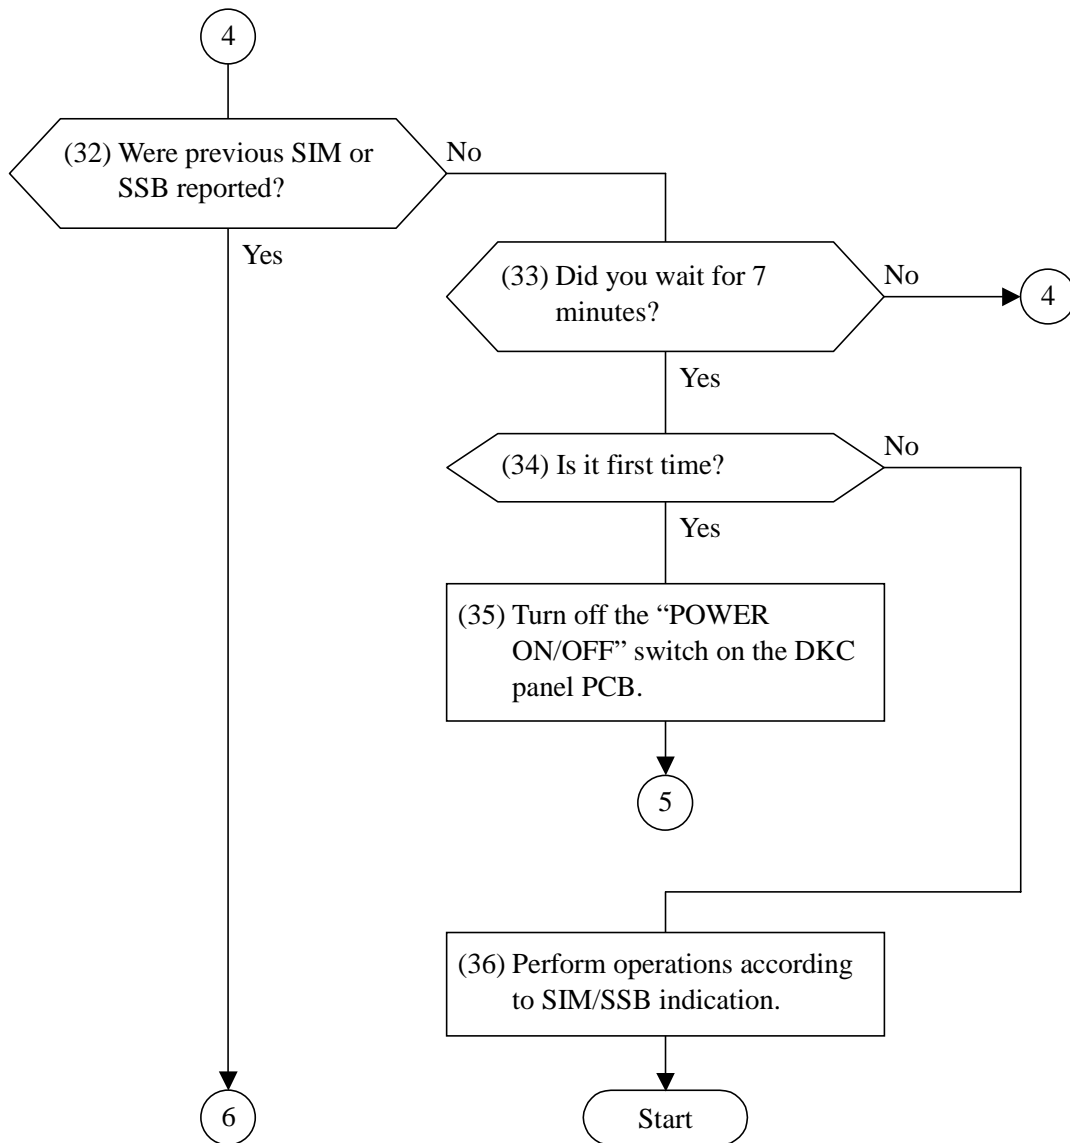 4
(32) Were previous SIM or
SSB reported?
No
Yes
(33) Did you wait for 7
minutes?
No
4
Yes
(34) Is it first time?
No
Yes
(35) Turn off the “POWER
ON/OFF” switch on the DKC
panel PCB.
5
(36) Perform operations according
to SIM/SSB indication.
6
Start